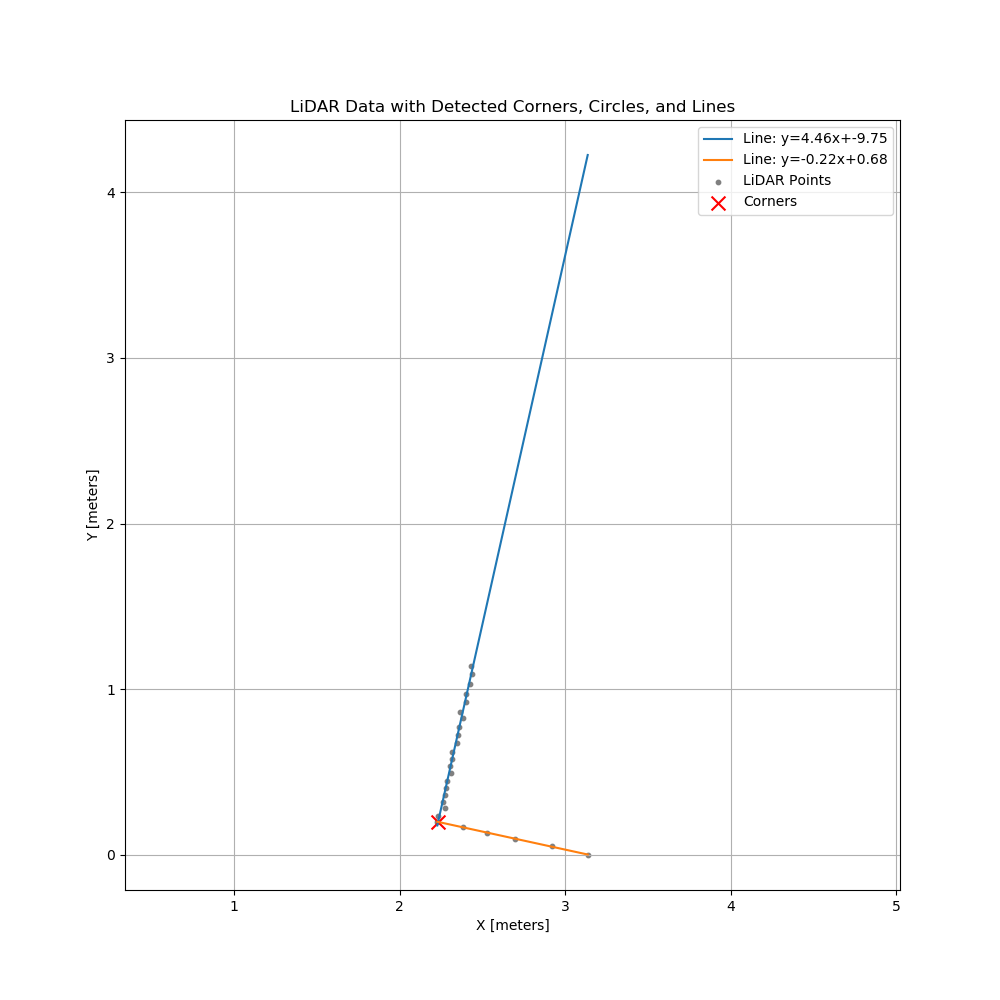 LiDAR Data with Detected Corners, Circles, and Lines
Line: y=4.46x+-9.75
Line: y=-0.22x+0.68
LiDAR Points
Corners
4
3
2
1
0
Y [meters]
1
2
3
4
5
X [meters]